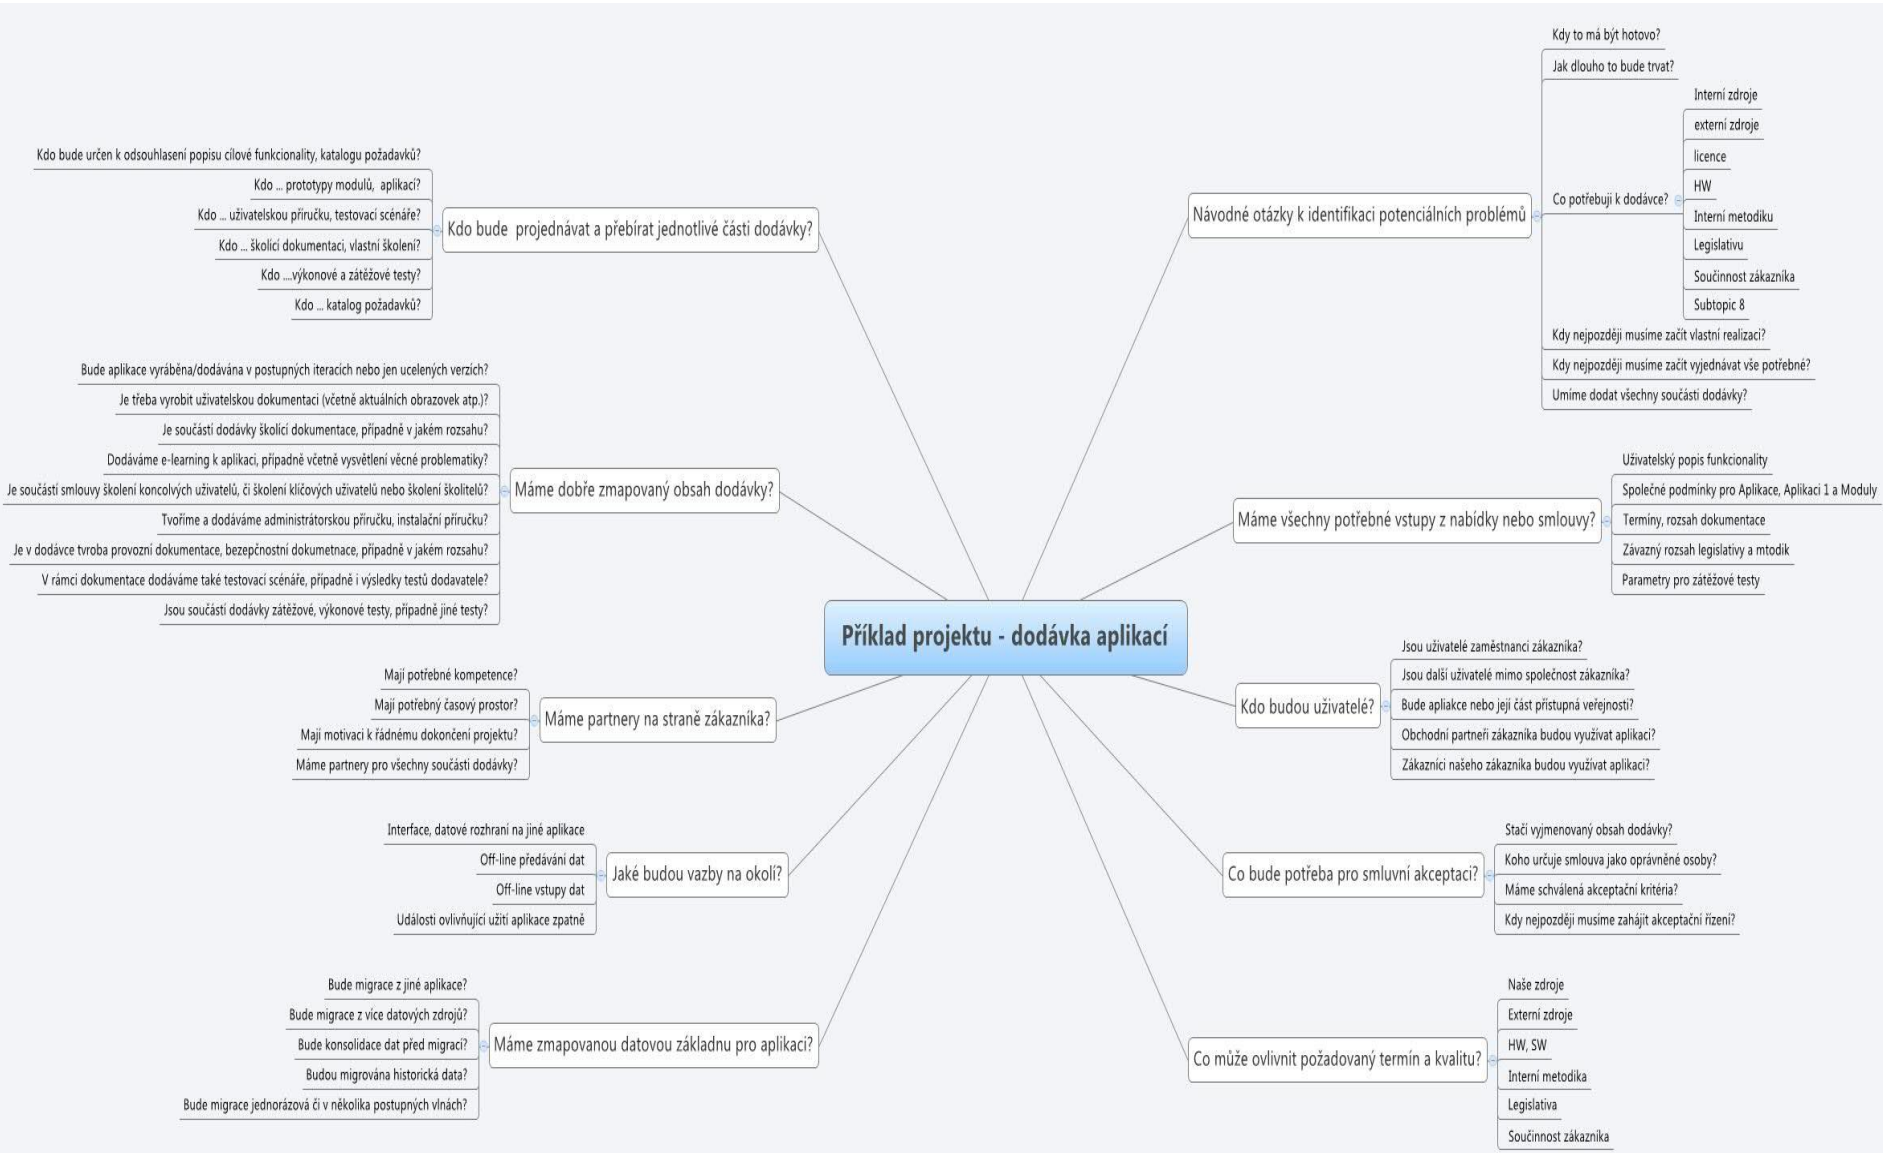 Příklad projektu - dodávka aplikací
Návodné otázky k identifikaci potenciálních problémů
Kdy to má být hotovo?
Jak dlouho to bude trvat?
Co potřebuji k dodávce?
Interní zdroje
externí zdroje
licence
HW
Interní metodiku
Legislativu
Součinnost zákazníka
Subtopic 8
Kdy nejpozději musíme začít vlastní realizaci?
Kdy nejpozději musíme začít vyjednávat vše potřebné?
Umíme dodat všechny součásti dodávky?
Máme všechny potřebné vstupy z nabídky nebo smlouvy?
Uživatelský popis funkcionality
Společné podmínky pro Aplikace, Aplikaci 1 a Moduly
Termíny, rozsah dokumentace
Závazný rozsah legislativy a mtodik
Parametry pro zátěžové testy
Kdo budou uživatelé?
Jsou uživatelé zaměstnanci zákazníka?
Jsou další uživatelé mimo společnost zákazníka?
Bude apliakce nebo její část přístupná veřejnosti?
Obchodní partneři zákazníka budou využívat aplikaci?
Zákazníci našeho zákazníka budou využívat aplikaci?
Co bude potřeba pro smluvní akceptaci?
Stačí vyjmenovaný obsah dodávky?
Koho určuje smlouva jako oprávněné osoby?
Máme schválená akceptační kritéria?
Kdy nejpozději musíme zahájit akceptační řízení?
Co může ovlivnit požadovaný termín a kvalitu?
Naše zdroje
Externí zdroje
HW, SW
Interní metodika
Legislativa
Součinnost zákazníka
Kdo bude projednávat a přebírat jednotlivé části dodávky?
Kdo bude určen k odsouhlasení popisu cílové funkcionality, katalogu požadavků?
Kdo ... prototypy modulů, aplikací?
Kdo ... uživatelskou příručku, testovací scénáře?
Kdo ... školící dokumentaci, vlastní školení?
Kdo ....výkonové a zátěžové testy?
Kdo ... katalog požadavků?
Máme dobře zmapovaný obsah dodávky?
Bude aplikace vyráběna/dodávána v postupných iteracích nebo jen ucelených verzích?
Je třeba vyrobit uživatelskou dokumentaci (včetně aktuálních obrazovek atp.)?
Je součástí dodávky školící dokumentace, případně v jakém rozsahu?
Dodáváme e-learning k aplikaci, případně včetně vysvětlení věcné problematiky?
Je součástí smlouvy školení koncolvých uživatelů, či školení klíčových uživatelů nebo školení školitelů?
Tvoříme a dodáváme administrátorskou příručku, instalační příručku?
Je v dodávce tvroba provozní dokumentace, bezepčnostní dokumetnace, případně v jakém rozsahu?
V rámci dokumentace dodáváme také testovací scénáře, případně i výsledky testů dodavatele?
Jsou součástí dodávky zátěžové, výkonové testy, případně jiné testy?
Máme partnery na straně zákazníka?
Mají potřebné kompetence?
Mají potřebný časový prostor?
Mají motivaci k řádnému dokončení projektu?
Máme partnery pro všechny součásti dodávky?
Jaké budou vazby na okolí?
Interface, datové rozhraní na jiné aplikace
Off-line předávání dat
Off-line vstupy dat
Události ovlivňující užití aplikace zpatně
Máme zmapovanou datovou základnu pro aplikaci?
Bude migrace z jiné aplikace?
Bude migrace z více datových zdrojů?
Bude konsolidace dat před migrací?
Budou migrována historická data?
Bude migrace jednorázová či v několika postupných vlnách?